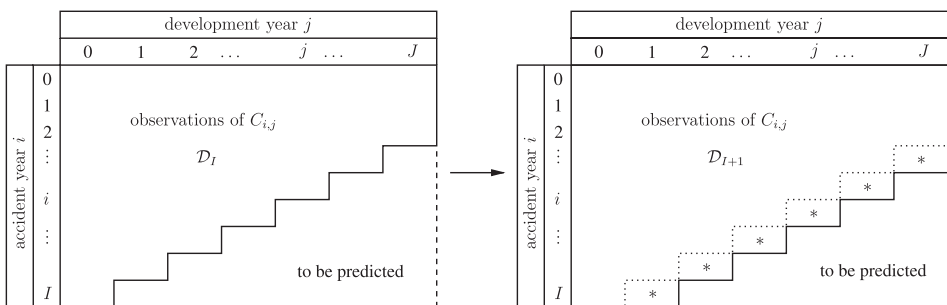 development year j
0 1 2 ... j ... J
accident year i
0
1
2
⋮
i
⋮
I
observations of C_{i,j}
D_I
to be predicted
development year j
0 1 2 ... j ... J
accident year i
0
1
2
⋮
i
⋮
I
observations of C_{i,j}
D_{I+1}
*
*
*
*
*
*
to be predicted